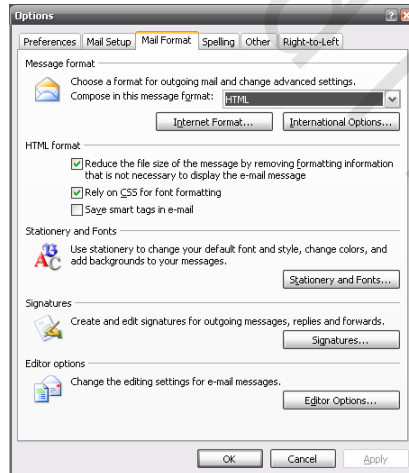 Options
Preferences Mail Setup Mail Format Spelling Other Right-to-Left
Message format
Choose a format for outgoing mail and change advanced settings.
Compose in this message format: HTML
Internet Format... International Options...
HTML format
Reduce the file size of the message by removing formatting information
that is not necessary to display the e-mail message
Rely on CSS for font formatting
Save smart tags in e-mail
Stationery and Fonts
Use stationery to change your default font and style, change colors, and
add backgrounds to your messages.
Stationery and Fonts...
Signatures
Create and edit signatures for outgoing messages, replies and forwards.
Signatures...
Editor options
Change the editing settings for e-mail messages.
Editor Options...
OK Cancel Apply